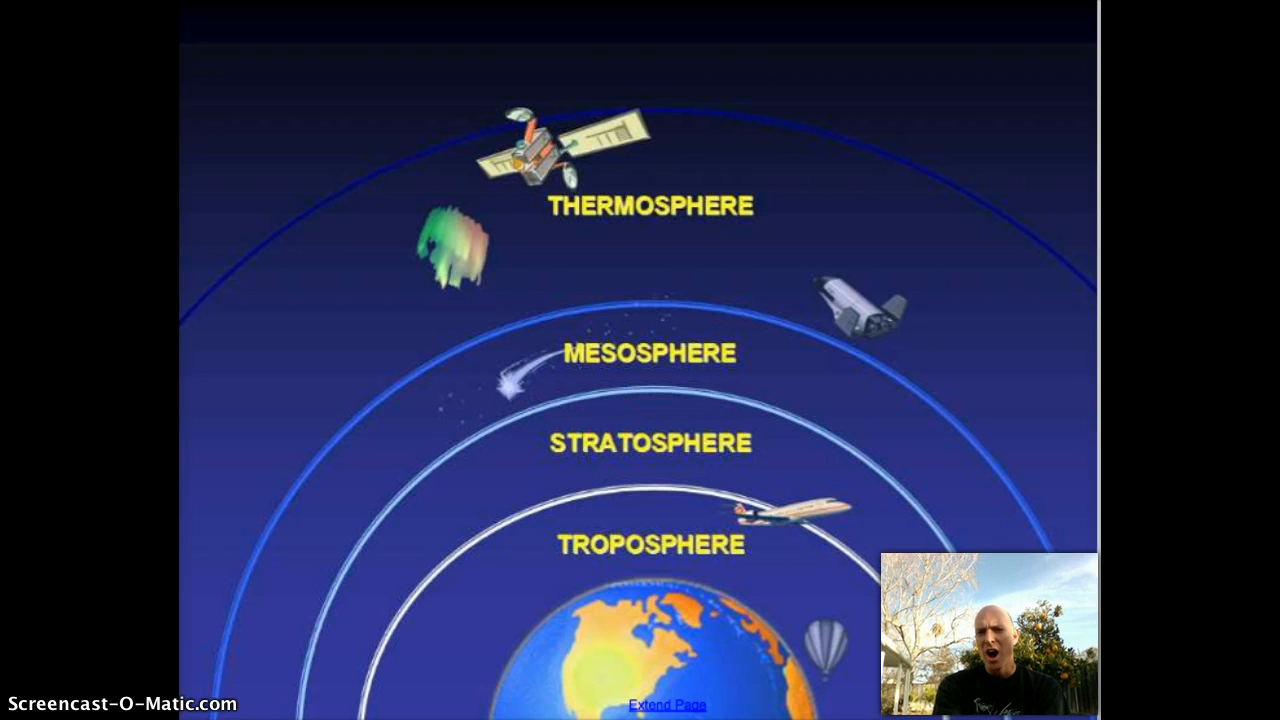 THERMOSPHERE
MESOSPHERE
STRATOSPHERE
TROPOSPHERE
Extend Page
Screencast-O-Matic.com